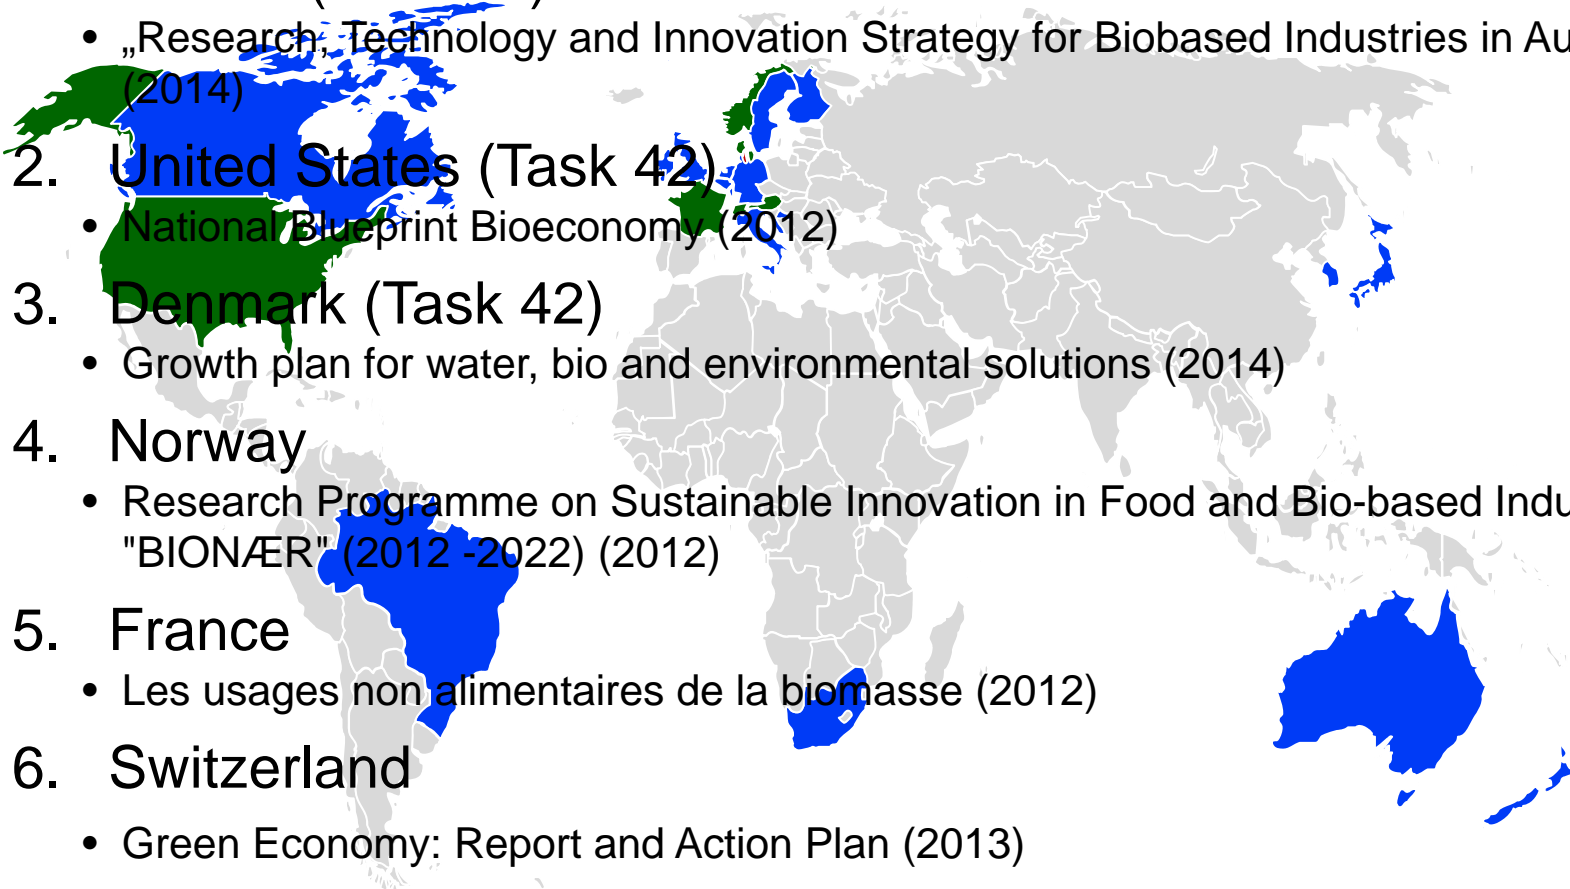 • „Research, Technology and Innovation Strategy for Biobased Industries in
(2014)
2. United States (Task 42)
• National Blueprint Bioeconomy (2012)
3. Denmark (Task 42)
• Growth plan for water, bio and environmental solutions (2014)
4. Norway
• Research Programme on Sustainable Innovation in Food and Bio-based
"BIONÆR" (2012 -2022) (2012)
5. France
• Les usages non alimentaires de la biomasse (2012)
6. Switzerland
• Green Economy: Report and Action Plan (2013)